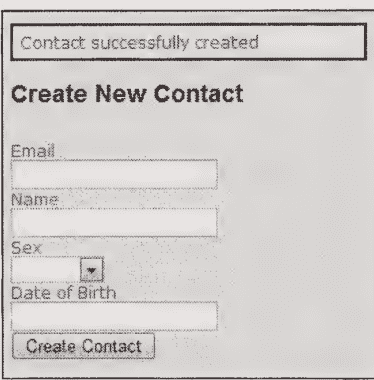 Contact successfully created
Create New Contact
Email
Name
Sex
Date of Birth
Create Contact